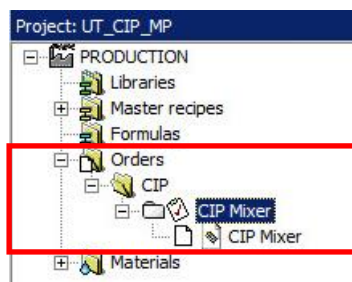 Project: UT_CIP_MP
PRODUCTION
Libraries
Master recipes
Formulas
Orders
CIP
CIP Mixer
CIP Mixer
Materials